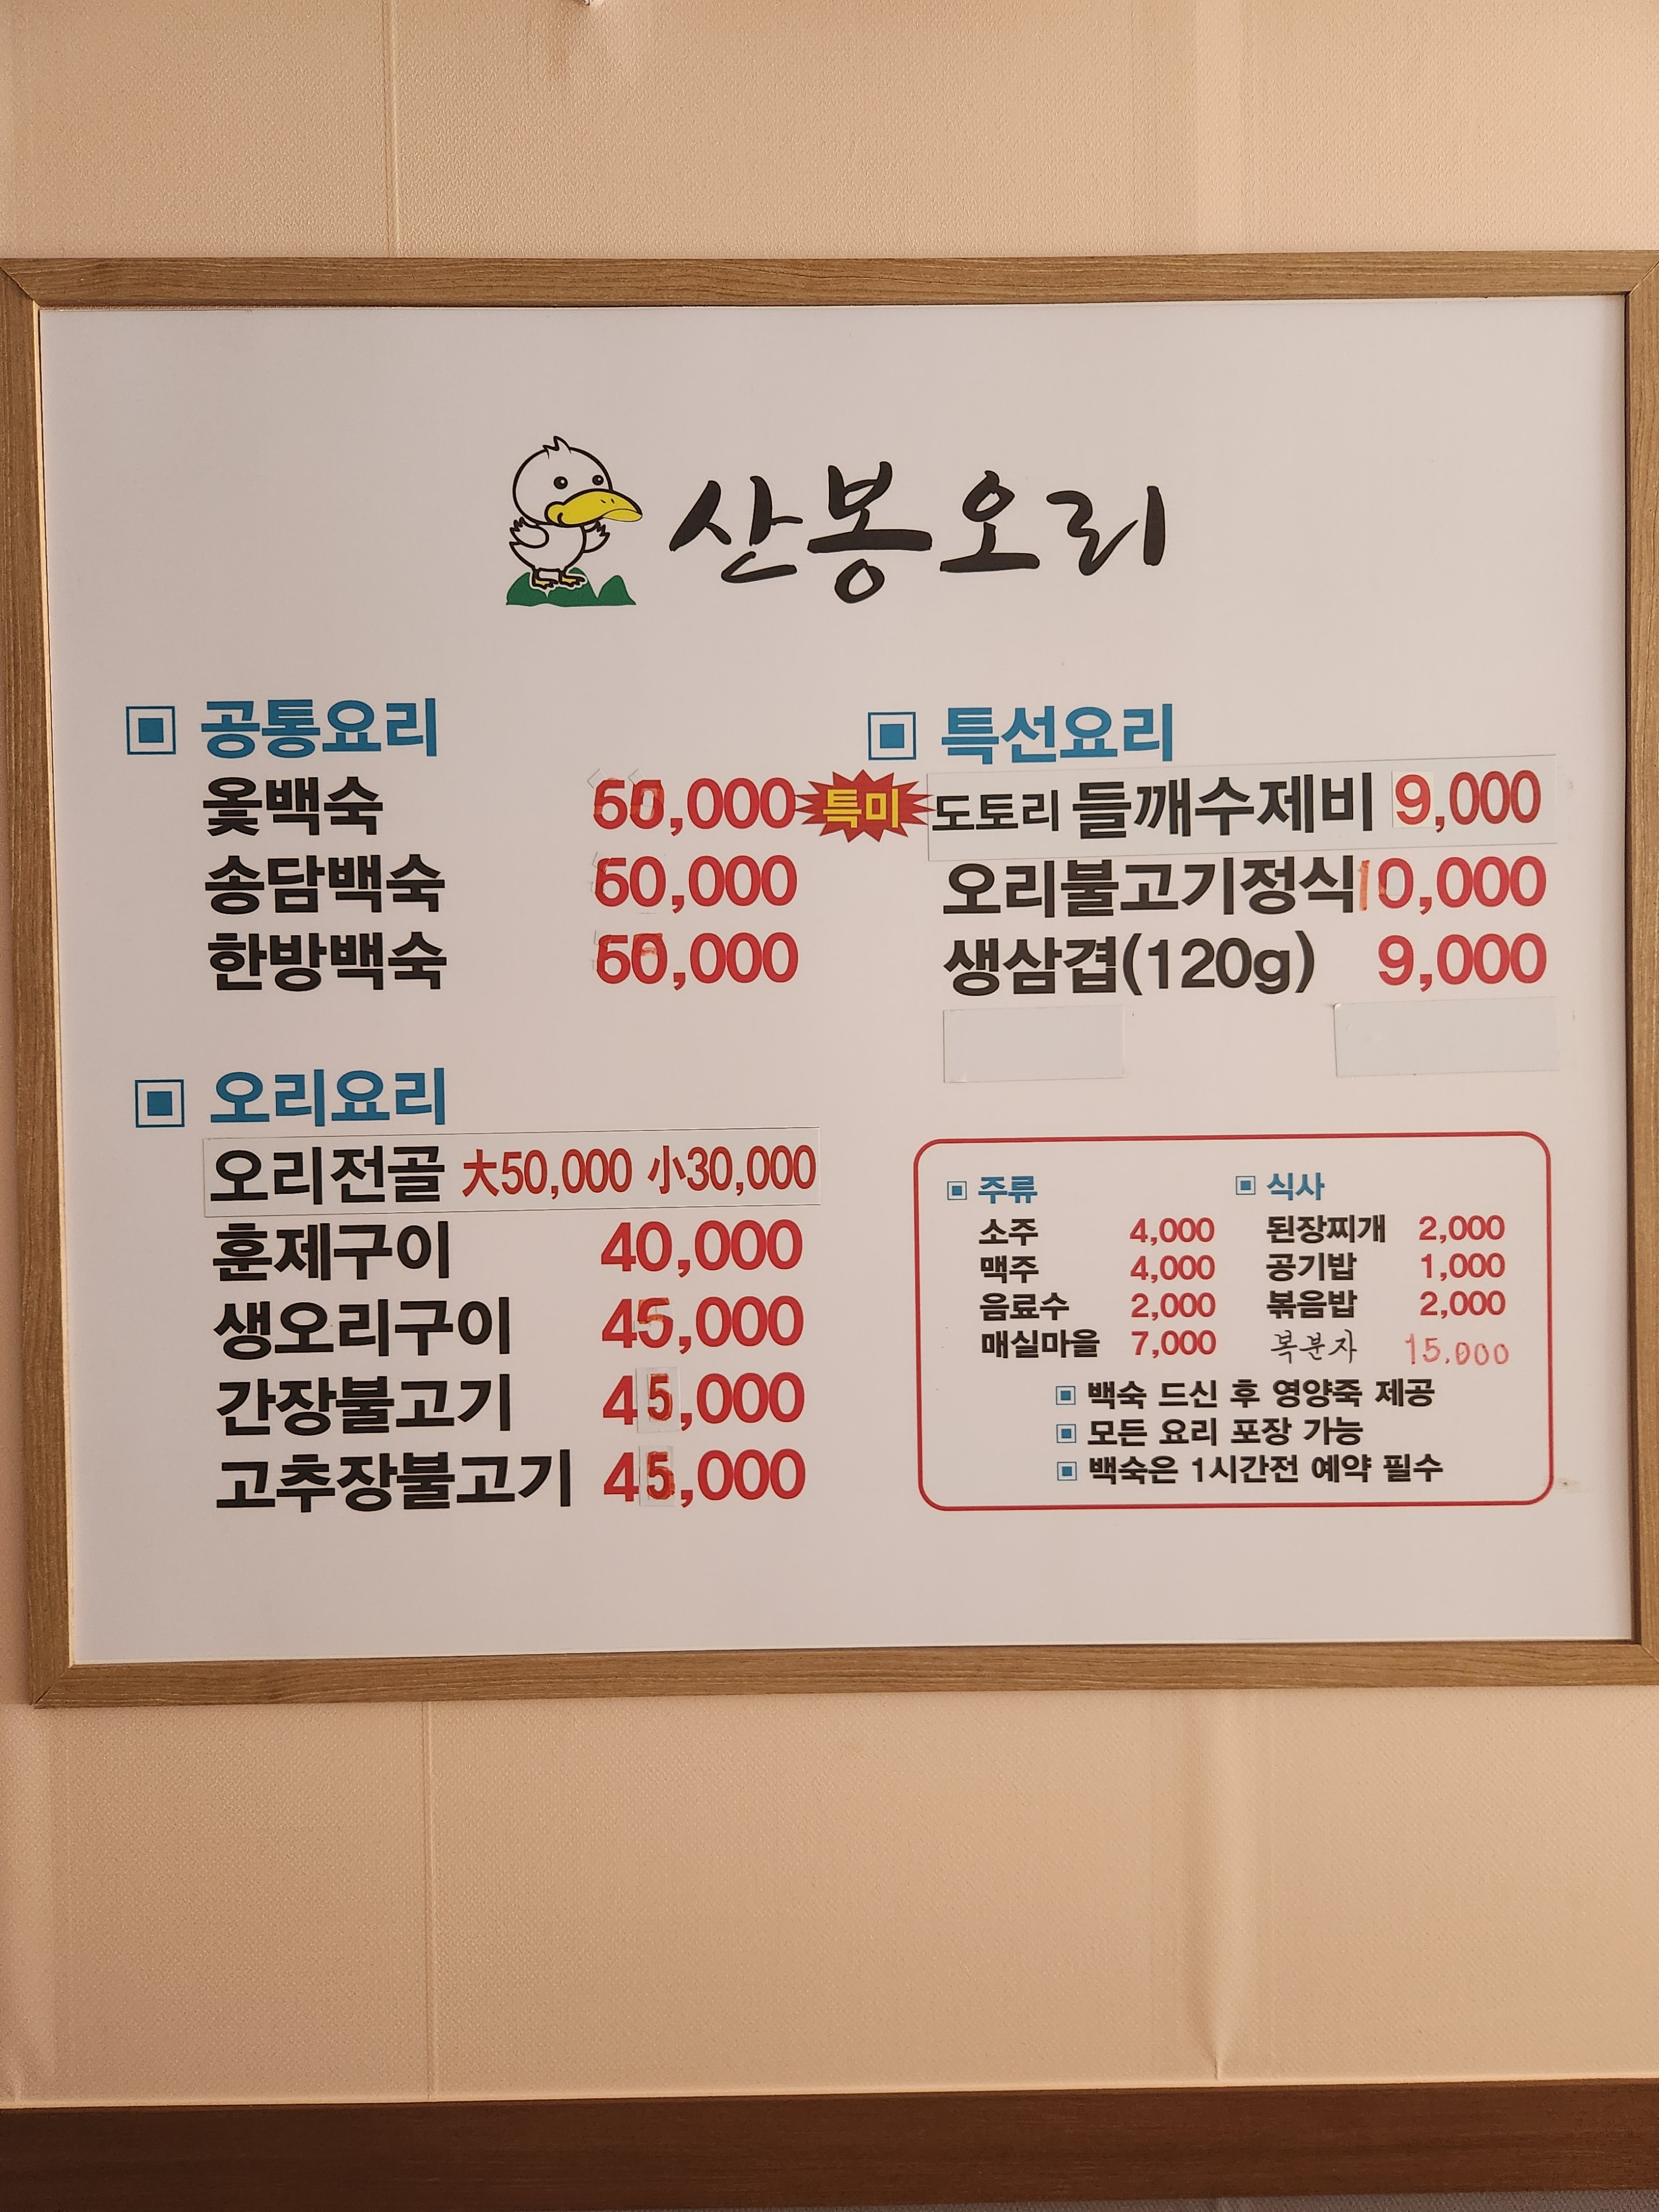 산봉오리
공통요리
옻백숙 60,000
송담백숙 60,000
한방백숙 60,000
오리요리
오리전골 大50,000 小30,000
훈제구이 40,000
생오리구이 45,000
간장불고기 45,000
고추장불고기 45,000
특선요리
특미 도토리 들깨수제비 9,000
오리불고기정식 10,000
생삼겹(120g) 9,000
주류
소주 4,000
맥주 4,000
음료수 2,000
매실마을 7,000
식사
된장찌개 2,000
공기밥 1,000
볶음밥 2,000
복분자 15.000
백숙 드신 후 영양죽 제공
모든 요리 포장 가능
백숙은 1시간전 예약 필수